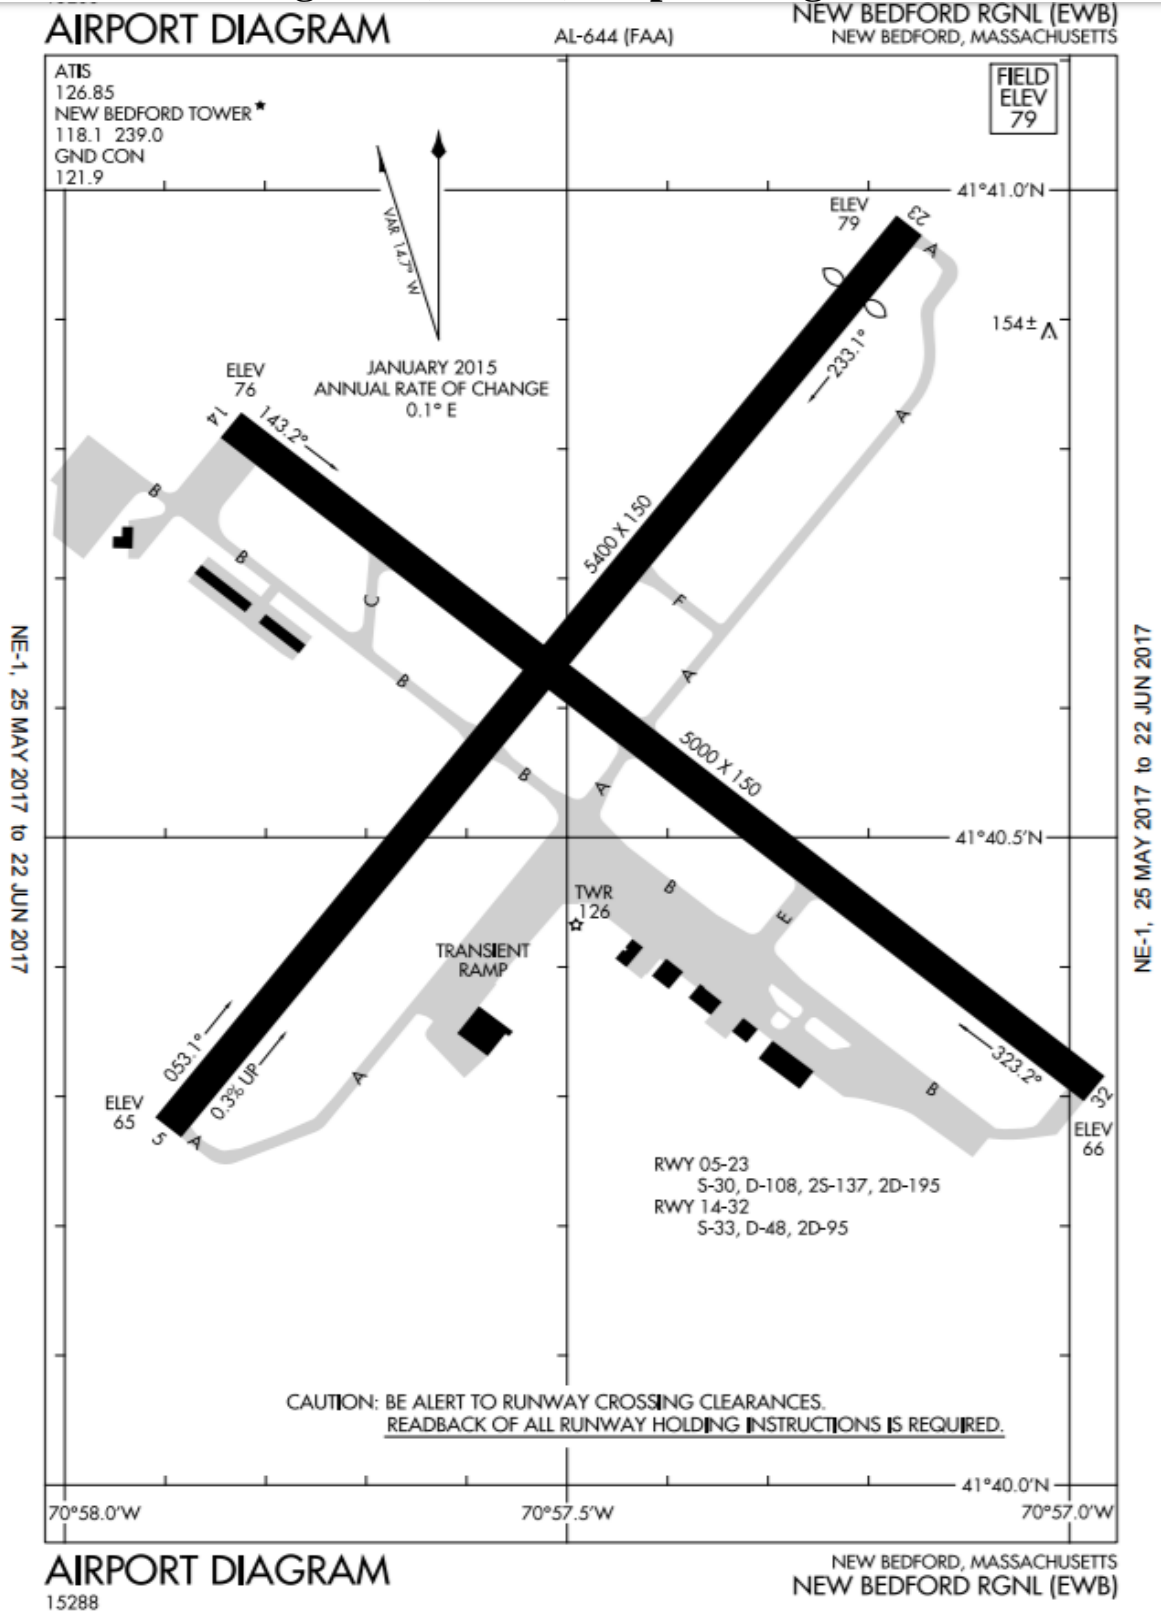 AIRPORT DIAGRAM
AL-644 (FAA)
NEW BEDFORD RGNL (EWB)
NEW BEDFORD, MASSACHUSETTS
ATIS
126.85
NEW BEDFORD TOWER*
118.1 239.0
GND CON
121.9
FIELD
ELEV
79
VAR 14.7° W
JANUARY 2015
ANNUAL RATE OF CHANGE
0.1° E
41°41.0'N
ELEV
79
23
A
154±
233.1°
A
ELEV
76
14
143.2°
B
B
C
B
5400 X 150
F
A
5000 X 150
B
A
41°40.5'N
B
E
TWR
126
TRANSIENT
RAMP
053.1°
0.3% UP
A
ELEV
65
5
A
323.2°
B
32
ELEV
66
RWY 05-23
S-30, D-108, 2S-137, 2D-195
RWY 14-32
S-33, D-48, 2D-95
NE-1, 25 MAY 2017 to 22 JUN 2017
NE-1, 25 MAY 2017 to 22 JUN 2017
CAUTION: BE ALERT TO RUNWAY CROSSING CLEARANCES.
READBACK OF ALL RUNWAY HOLDING INSTRUCTIONS IS REQUIRED.
41°40.0'N
70°58.0'W
70°57.5'W
70°57.0'W
AIRPORT DIAGRAM
15288
NEW BEDFORD, MASSACHUSETTS
NEW BEDFORD RGNL (EWB)